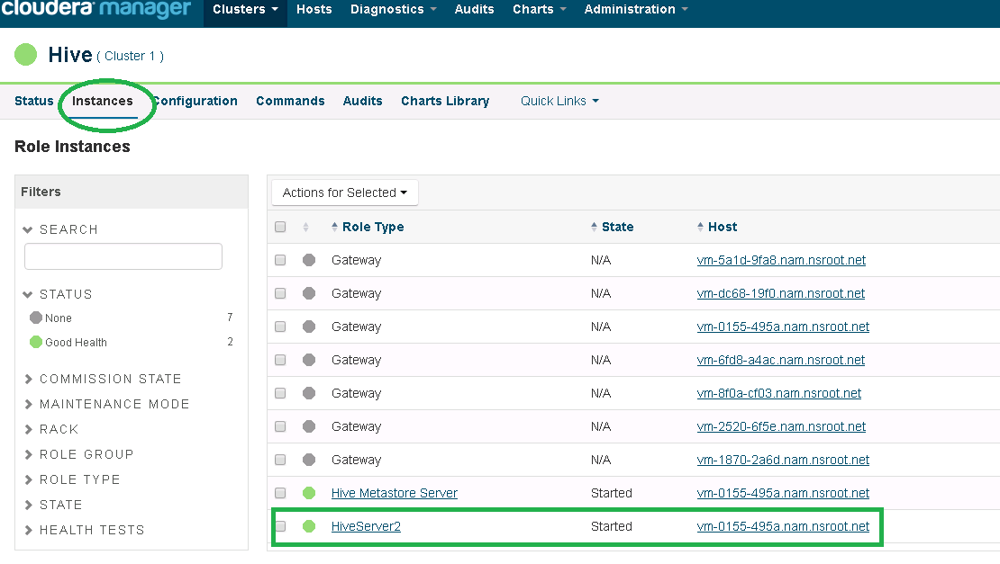 cloudera manager Clusters Hosts Diagnostics Audits Charts Administration
Hive ( Cluster 1 )
Status Instances Configuration Commands Audits Charts Library Quick Links
Role Instances
Filters
SEARCH
STATUS
None 7
Good Health 2
COMMISSION STATE
MAINTENANCE MODE
RACK
ROLE GROUP
ROLE TYPE
STATE
HEALTH TESTS
Actions for Selected
Role Type State Host
Gateway N/A vm-5a1d-9fa8.nam.nsroot.net
Gateway N/A vm-dc68-19f0.nam.nsroot.net
Gateway N/A vm-0155-495a.nam.nsroot.net
Gateway N/A vm-6fd8-a4ac.nam.nsroot.net
Gateway N/A vm-8f0a-cf03.nam.nsroot.net
Gateway N/A vm-2520-6f5e.nam.nsroot.net
Gateway N/A vm-1870-2a6d.nam.nsroot.net
Hive Metastore Server Started vm-0155-495a.nam.nsroot.net
HiveServer2 Started vm-0155-495a.nam.nsroot.net